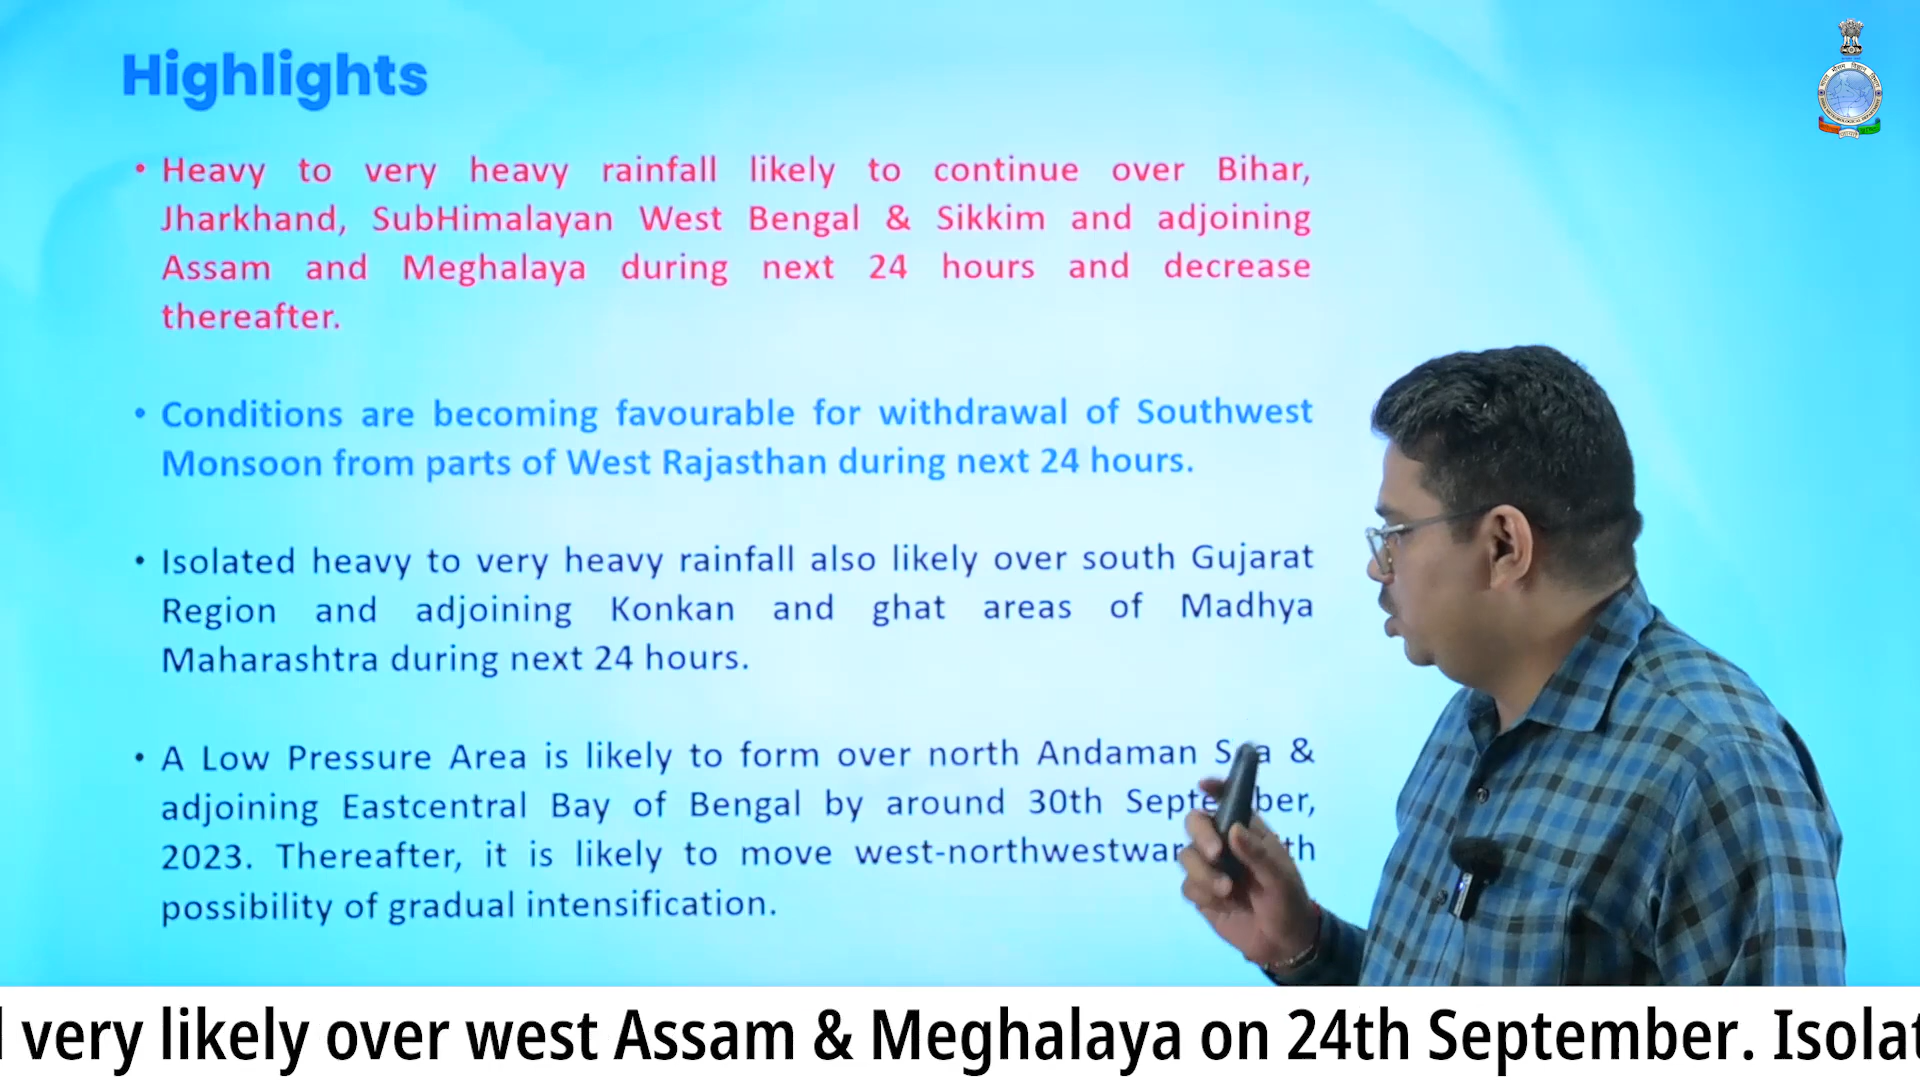 Highlights
• Heavy to very heavy rainfall likely to continue over Bihar,
Jharkhand, SubHimalayan West Bengal & Sikkim and adjoining
Assam and Meghalaya during next 24 hours and decrease
thereafter.
• Conditions are becoming favourable for withdrawal of Southwest
Monsoon from parts of West Rajasthan during next 24 hours.
• Isolated heavy to very heavy rainfall also likely over south Gujarat
Region and adjoining Konkan and ghat areas of Madhya
Maharashtra during next 24 hours.
• A Low Pressure Area is likely to form over north Andaman &
adjoining Eastcentral Bay of Bengal by around 30th
2023. Thereafter, it is likely to move
possibility of gradual intensification.
very likely over west Assam & Meghalaya on 24th September. Isolat